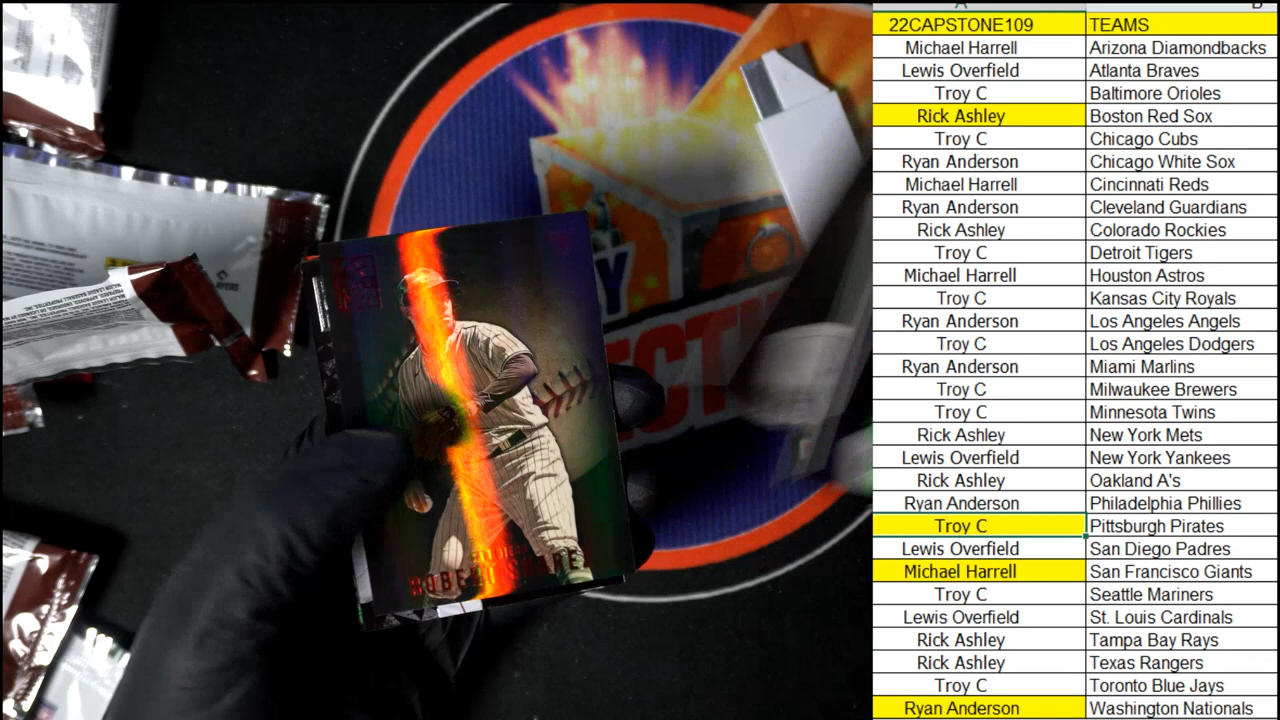 22CAPSTONE109 TEAMS
Michael Harrell Arizona Diamondbacks
Lewis Overfield Atlanta Braves
Troy C Baltimore Orioles
Rick Ashley Boston Red Sox
Troy C Chicago Cubs
Ryan Anderson Chicago White Sox
Michael Harrell Cincinnati Reds
Ryan Anderson Cleveland Guardians
Rick Ashley Colorado Rockies
Troy C Detroit Tigers
Michael Harrell Houston Astros
Troy C Kansas City Royals
Ryan Anderson Los Angeles Angels
Troy C Los Angeles Dodgers
Ryan Anderson Miami Marlins
Troy C Milwaukee Brewers
Troy C Minnesota Twins
Rick Ashley New York Mets
Lewis Overfield New York Yankees
Rick Ashley Oakland A's
Ryan Anderson Philadelphia Phillies
Troy C Pittsburgh Pirates
Lewis Overfield San Diego Padres
Michael Harrell San Francisco Giants
Troy C Seattle Mariners
Lewis Overfield St. Louis Cardinals
Rick Ashley Tampa Bay Rays
Rick Ashley Texas Rangers
Troy C Toronto Blue Jays
Ryan Anderson Washington Nationals